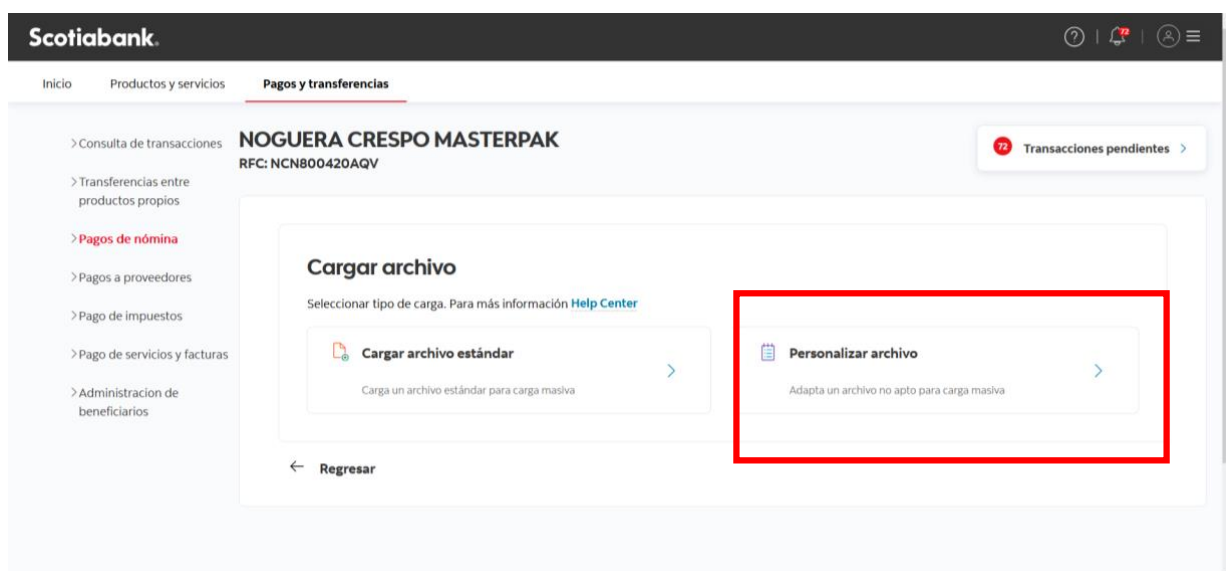 Scotiabank.
72
Inicio Productos y servicios Pagos y transferencias
>Consulta de transacciones
>Transferencias entre
productos propios
>Pagos de nómina
>Pagos a proveedores
>Pago de impuestos
>Pago de servicios y facturas
>Administracion de
beneficiarios
NOGUERA CRESPO MASTERPAK
RFC: NCN800420AQV
72 Transacciones pendientes >
Cargar archivo
Seleccionar tipo de carga. Para más información Help Center
Cargar archivo estándar
Carga un archivo estándar para carga masiva
Personalizar archivo
Adapta un archivo no apto para carga masiva
← Regresar